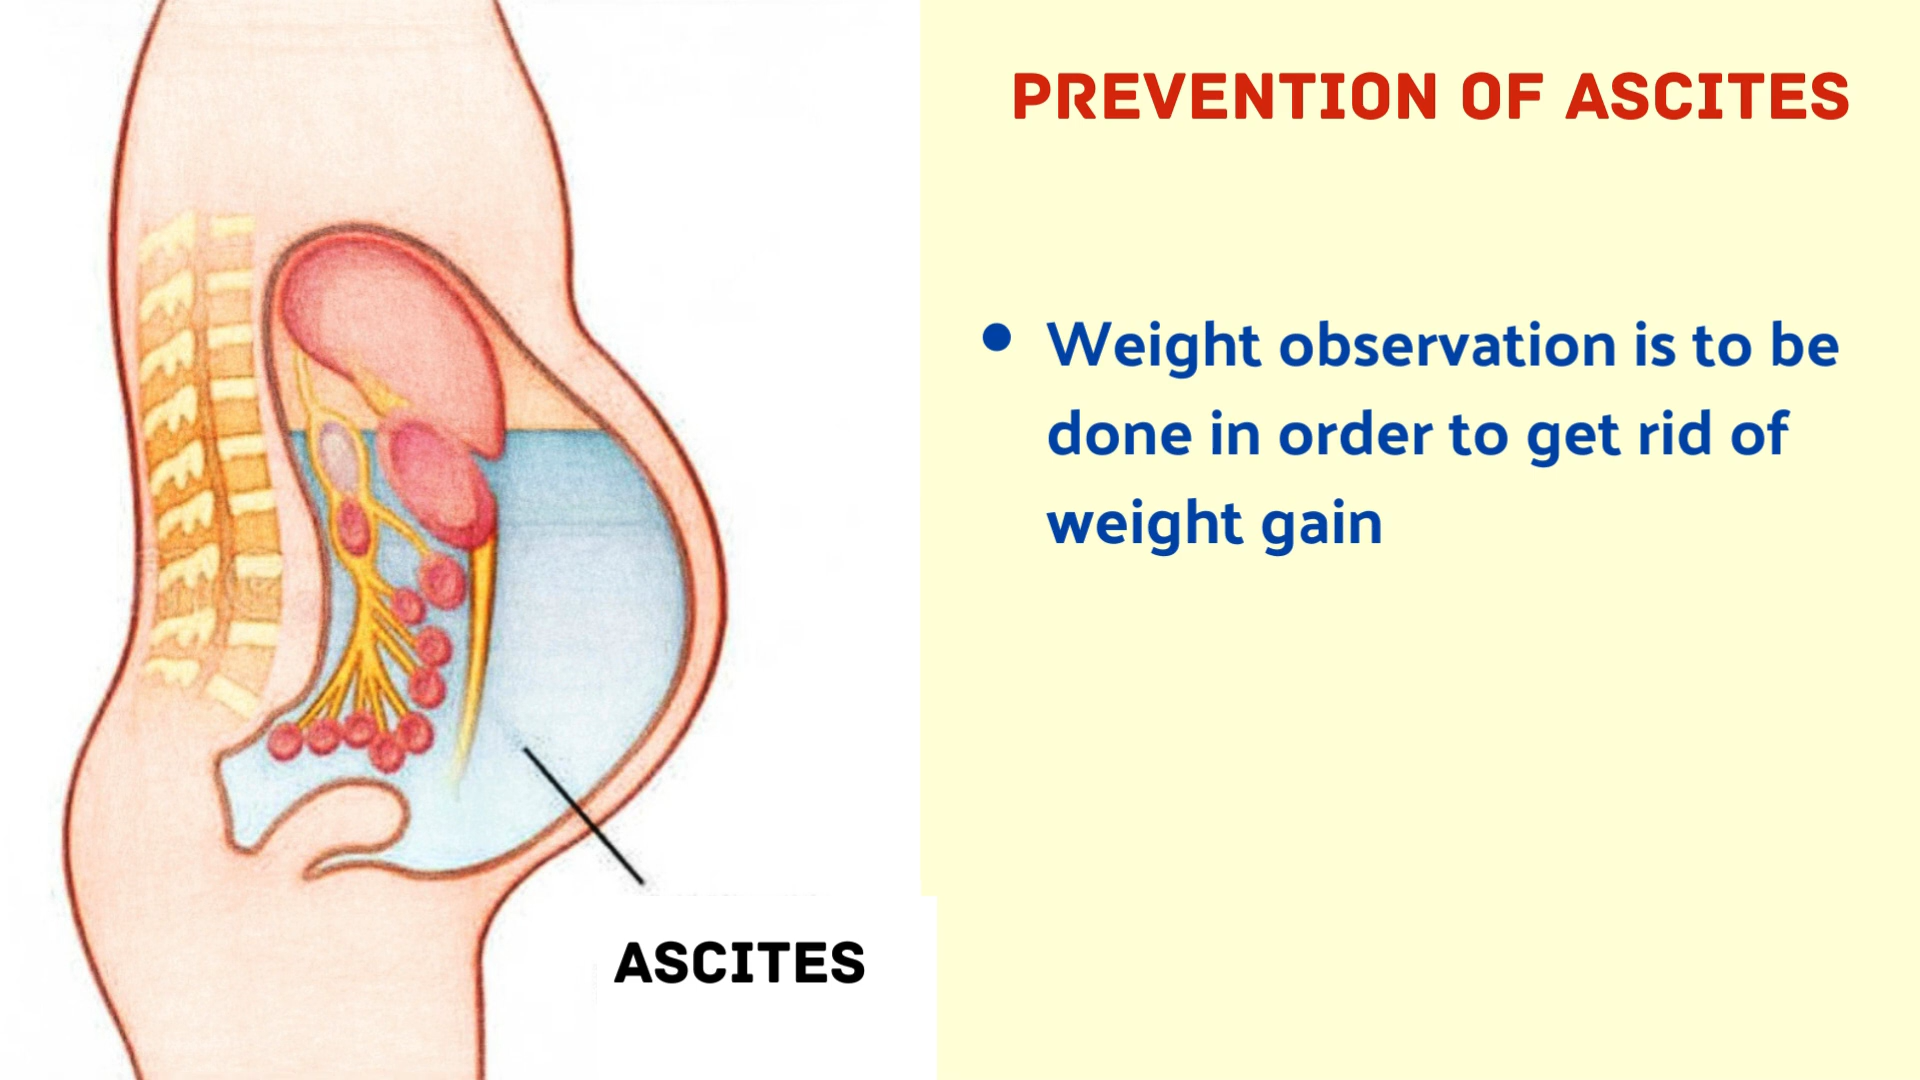 PREVENTION OF ASCITES
• Weight observation is to be
done in order to get rid of
weight gain
ASCITES